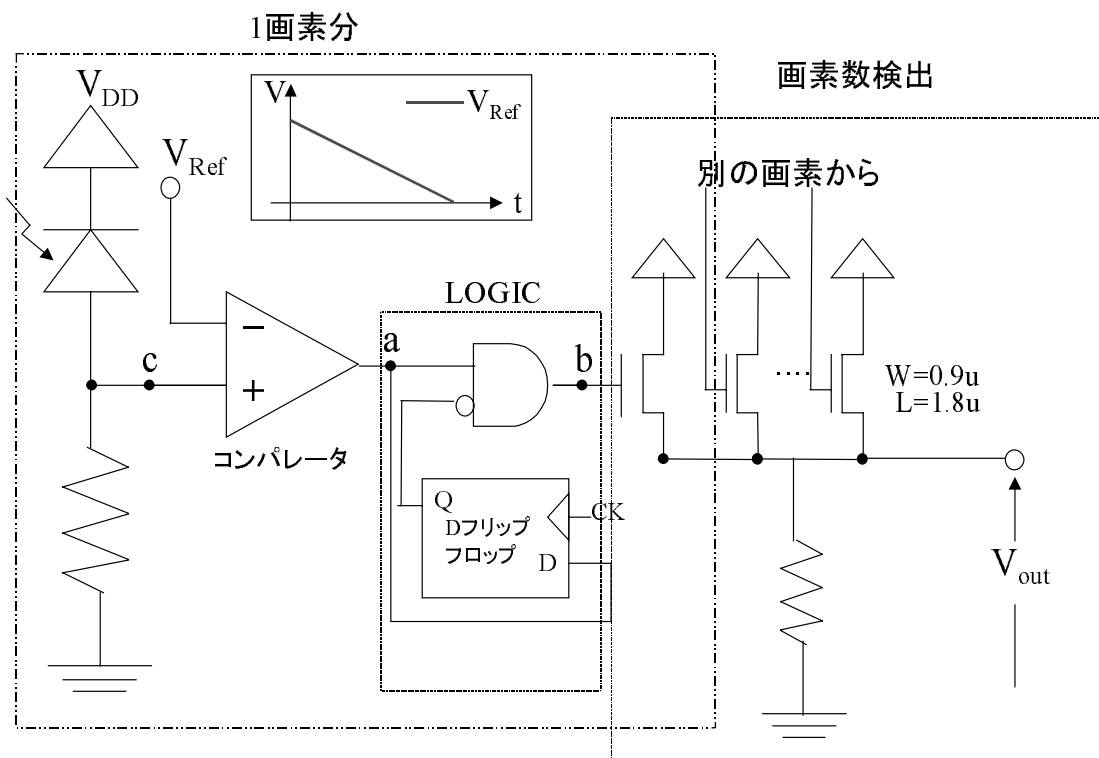 1画素分
画素数検出
V_DD
V
V_Ref
V_Ref
t
別の画素から
LOGIC
a
b
c
−
+
コンパレータ
....
W=0.9u
L=1.8u
Q
CK
Dフリップ
フロップ
D
V_out